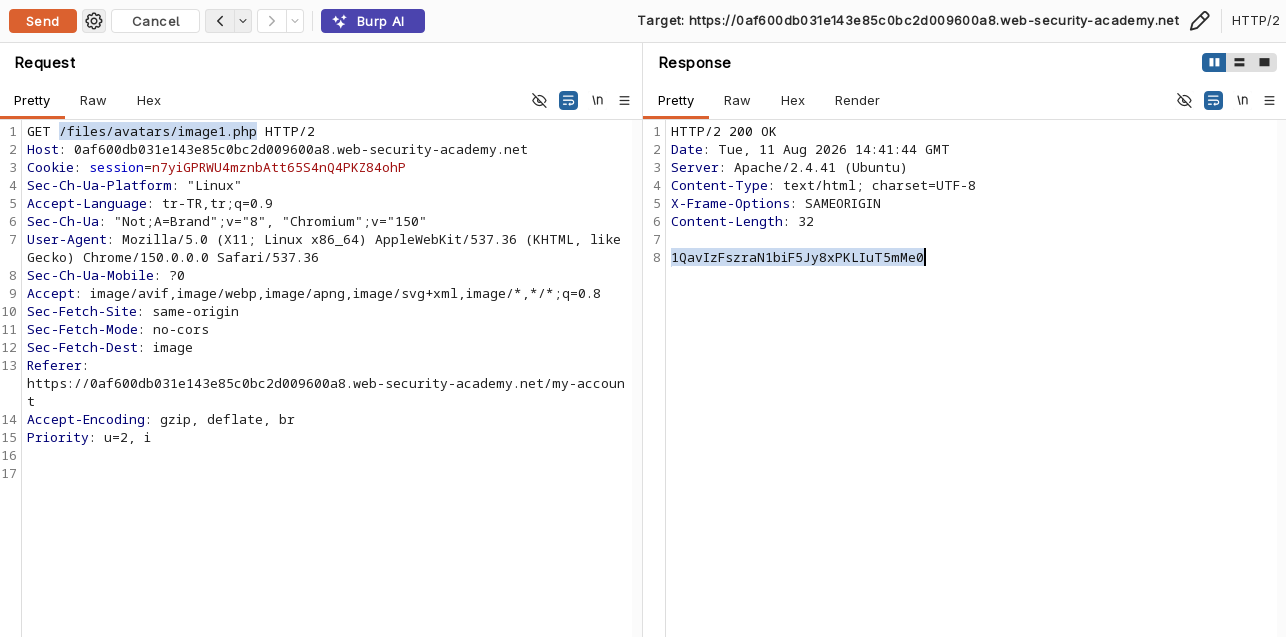 Send Cancel Burp AI Target: https://0af600db031e143e85c0bc2d009600a8.web-security-academy.net HTTP/2
Request
Pretty Raw Hex \n
1 GET /files/avatars/image1.php HTTP/2
2 Host: 0af600db031e143e85c0bc2d009600a8.web-security-academy.net
3 Cookie: session=n7yiGPRWU4mznbAtt65S4nQ4PKZ84ohP
4 Sec-Ch-Ua-Platform: "Linux"
5 Accept-Language: tr-TR,tr;q=0.9
6 Sec-Ch-Ua: "Not;A=Brand";v="8", "Chromium";v="150"
7 User-Agent: Mozilla/5.0 (X11; Linux x86_64) AppleWebKit/537.36 (KHTML, like
Gecko) Chrome/150.0.0.0 Safari/537.36
8 Sec-Ch-Ua-Mobile: ?0
9 Accept: image/avif,image/webp,image/apng,image/svg+xml,image/*,*/*;q=0.8
10 Sec-Fetch-Site: same-origin
11 Sec-Fetch-Mode: no-cors
12 Sec-Fetch-Dest: image
13 Referer:
https://0af600db031e143e85c0bc2d009600a8.web-security-academy.net/my-accoun
t
14 Accept-Encoding: gzip, deflate, br
15 Priority: u=2, i
16
17
Response
Pretty Raw Hex Render \n
1 HTTP/2 200 OK
2 Date: Tue, 11 Aug 2026 14:41:44 GMT
3 Server: Apache/2.4.41 (Ubuntu)
4 Content-Type: text/html; charset=UTF-8
5 X-Frame-Options: SAMEORIGIN
6 Content-Length: 32
7
8 1QavIzFszraN1biF5Jy8xPKLIuT5mMe0